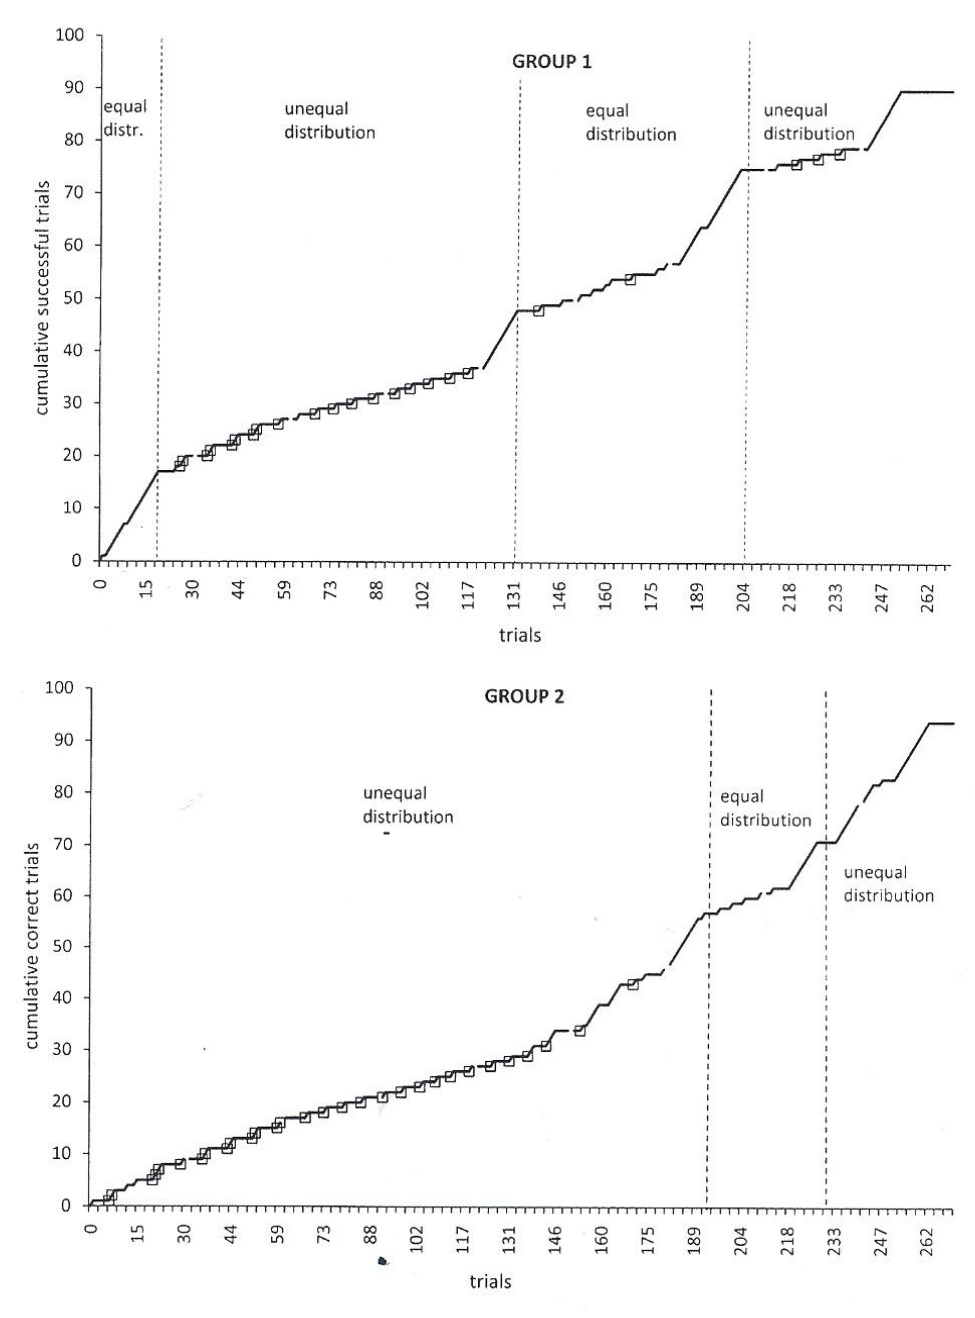 GROUP 1
100
90
80
70
60
50
40
30
20
10
0
cumulative successful trials
equal
distr.
unequal
distribution
equal
distribution
unequal
distribution
0 15 30 44 59 73 88 102 117 131 146 160 175 189 204 218 233 247 262
trials
GROUP 2
100
90
80
70
60
50
40
30
20
10
0
cumulative correct trials
unequal
distribution
equal
distribution
unequal
distribution
0 15 30 44 59 73 88 102 117 131 146 160 175 189 204 218 233 247 262
trials